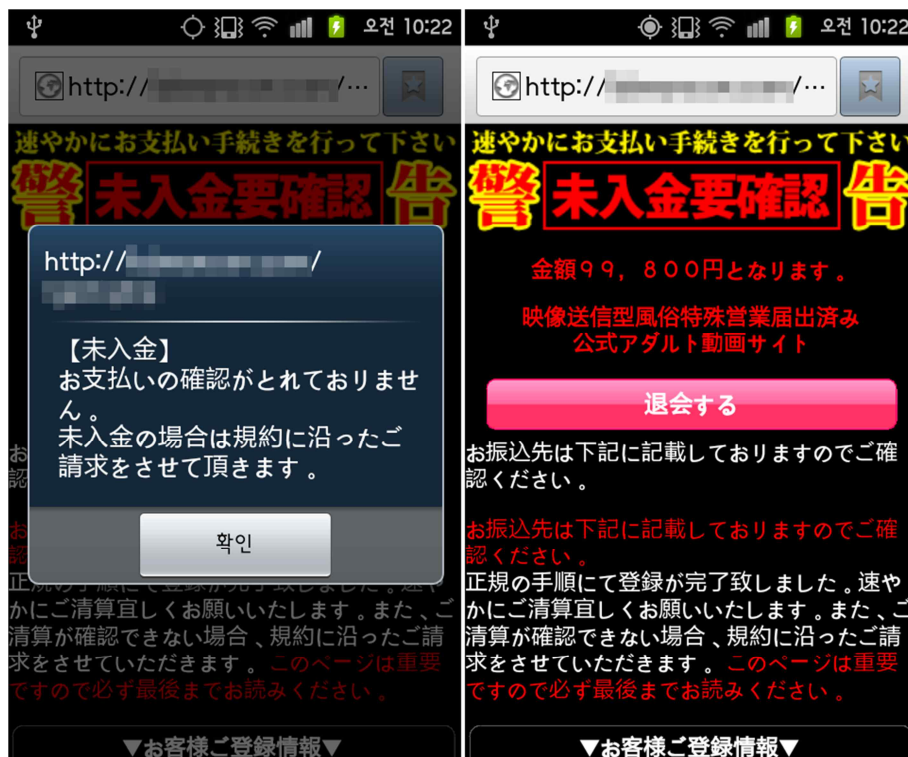 오전 10:22
http://
速やかにお支払い手続きを行って下さい
警 未入金要確認 告
http:// /
【未入金】
お支払いの確認がとれておりませ
ん。
未入金の場合は規約に沿ったご
請求をさせて頂きます。
확인
お
認
お
認
正規の手順にて登録が完了致しました。速や
かにご清算宜しくお願いいたします。また、ご
清算が確認できない場合、規約に沿ったご請
求をさせていただきます。このページは重要
ですので必ず最後までお読みください。
▼お客様ご登録情報▼
오전 10:22
http:// /…
速やかにお支払い手続きを行って下さい
警 未入金要確認 告
金額99,800円となります。
映像送信型風俗特殊営業届出済み
公式アダルト動画サイト
退会する
お振込先は下記に記載しておりますのでご確
認ください。
お振込先は下記に記載しておりますのでご確
認ください。
正規の手順にて登録が完了致しました。速や
かにご清算宜しくお願いいたします。また、ご
清算が確認できない場合、規約に沿ったご請
求をさせていただきます。このページは重要
ですので必ず最後までお読みください。
▼お客様ご登録情報▼